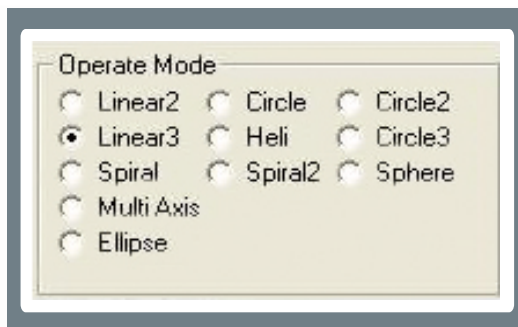 Operate Mode
Linear2 Circle Circle2
Linear3 Heli Circle3
Spiral Spiral2 Sphere
Multi Axis
Ellipse